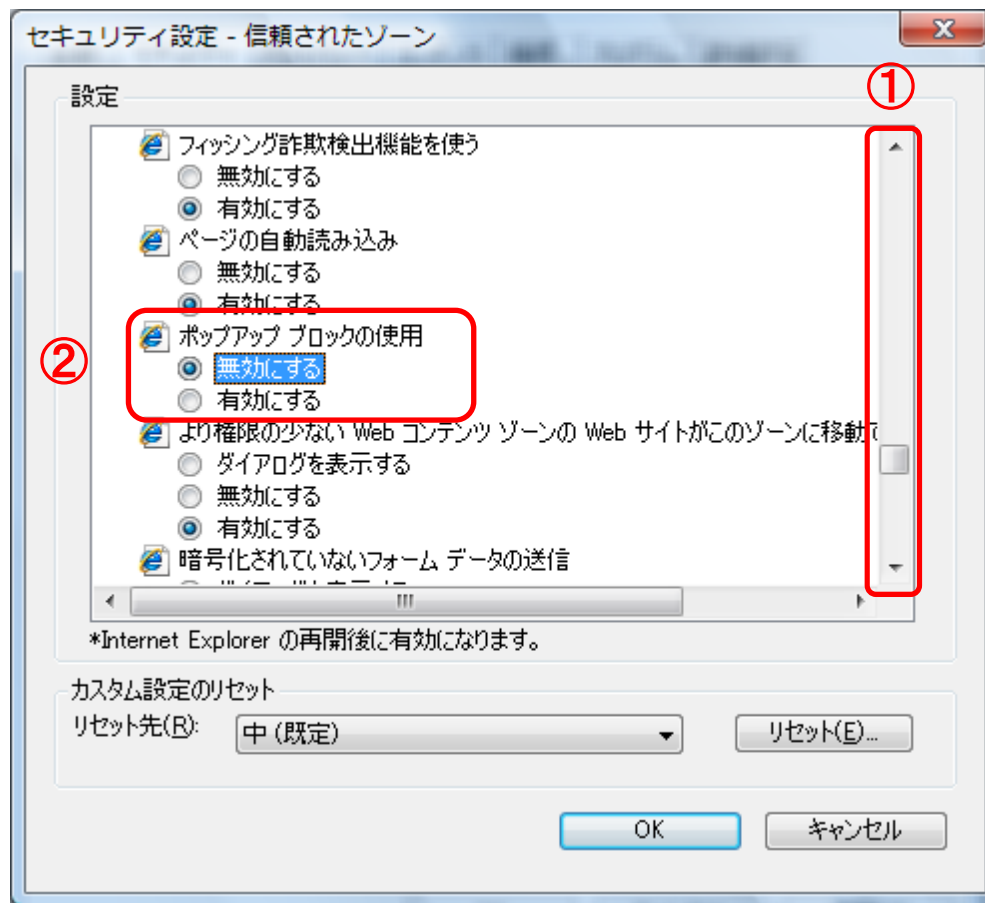 セキュリティ設定 - 信頼されたゾーン
①
設定
フィッシング詐欺検出機能を使う
無効にする
有効にする
ページの自動読み込み
無効にする
有効にする
②
ポップアップ ブロックの使用
無効にする
有効にする
より権限の少ない Web コンテンツ ゾーンの Web サイトがこのゾーンに移動で
ダイアログを表示する
無効にする
有効にする
暗号化されていないフォーム データの送信
*Internet Explorer の再開後に有効になります。
カスタム設定のリセット
リセット先(R): 中 (既定) リセット(E)...
OK キャンセル